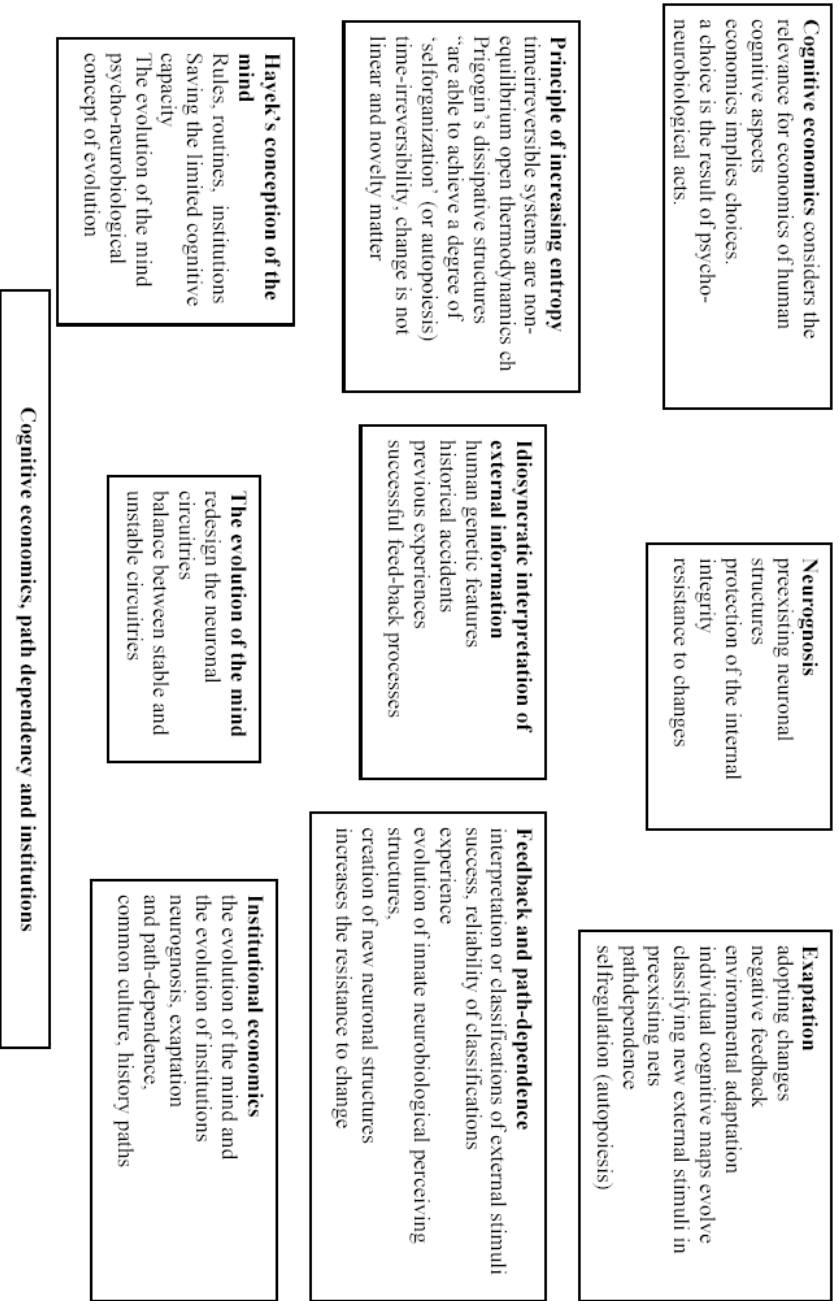 Cognitive economics considers the
relevance for economics of human
cognitive aspects
economics implies choices.
a choice is the result of psycho-
neurobiological acts.
Neurognosis
preexisting neuronal
structures
protection of the internal
integrity
resistance to changes
Exaptation
adopting changes
negative feedback
environmental adaptation
individual cognitive maps evolve
classifying new external stimuli in
preexisting nets
pathdependence
selfregulation (autopoiesis)
Principle of increasing entropy
timeirreversible systems are non-
equilibrium open thermodynamics ch
Prigogin's dissipative structures
“are able to achieve a degree of
‘selforganization’ (or autopoiesis)
time-irreversibility, change is not
linear and novelty matter
Idiosyncratic interpretation of
external information
human genetic features
historical accidents
previous experiences
successful feed-back processes
Feedback and path-dependence
interpretation or classifications of external stimuli
success, reliability of classifications
experience
evolution of innate neurobiological perceiving
structures,
creation of new neuronal structures
increases the resistance to change
Hayek's conception of the
mind
Rules, routines, institutions
Saving the limited cognitive
capacity
The evolution of the mind
psycho-neurobiological
concept of evolution
The evolution of the mind
redesign the neuronal
circuitries
balance between stable and
unstable circuitries
Institutional economics
the evolution of the mind and
the evolution of institutions
neurognosis, exaptation
and path-dependence,
common culture, history paths
Cognitive economics, path dependency and institutions